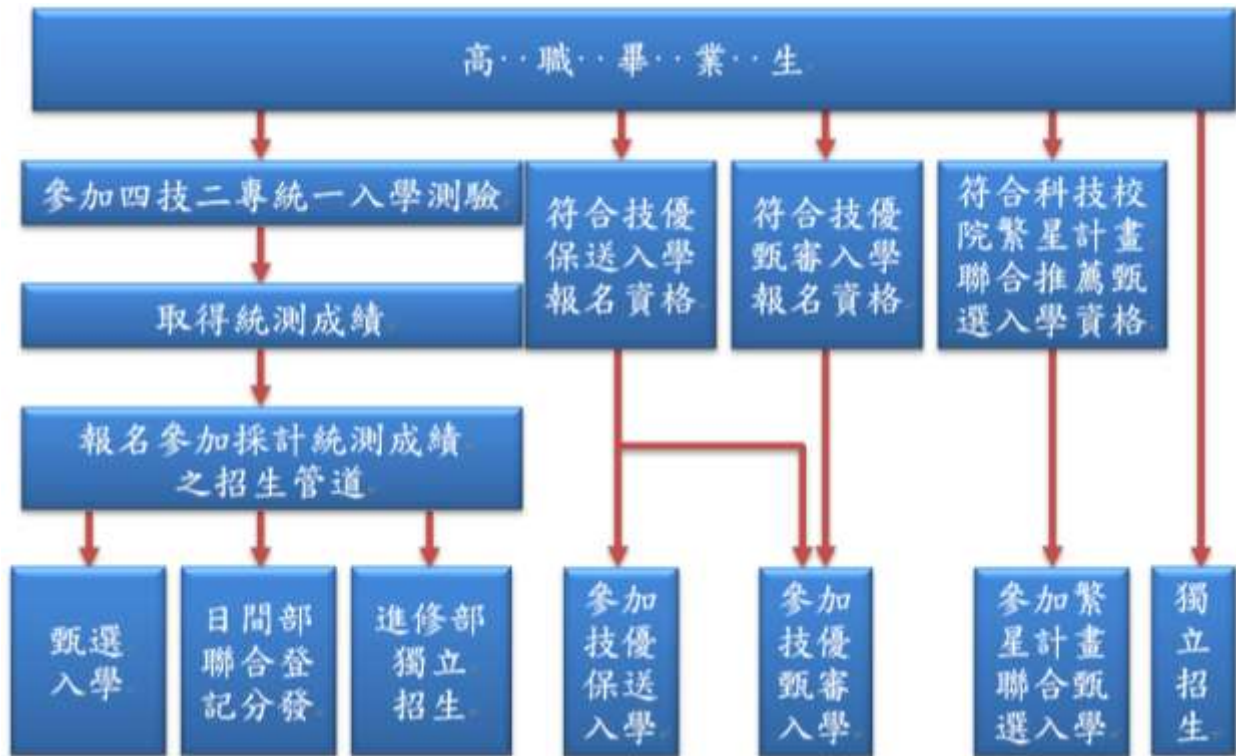 高‥職‥畢‥業‥生
參加四技二專統一入學測驗
取得統測成績
報名參加採計統測成績
之招生管道
符合技優
保送入學
報名資格
符合技優
甄審入學
報名資格
符合科技校
院繁星計畫
聯合推薦甄
選入學資格
甄選
入學
日間部
聯合登
記分發
進修部
獨立
招生
參加
技優
保送
入學
參加
技優
甄審
入學
參加繁
星計畫
聯合甄
選入學
獨
立
招
生